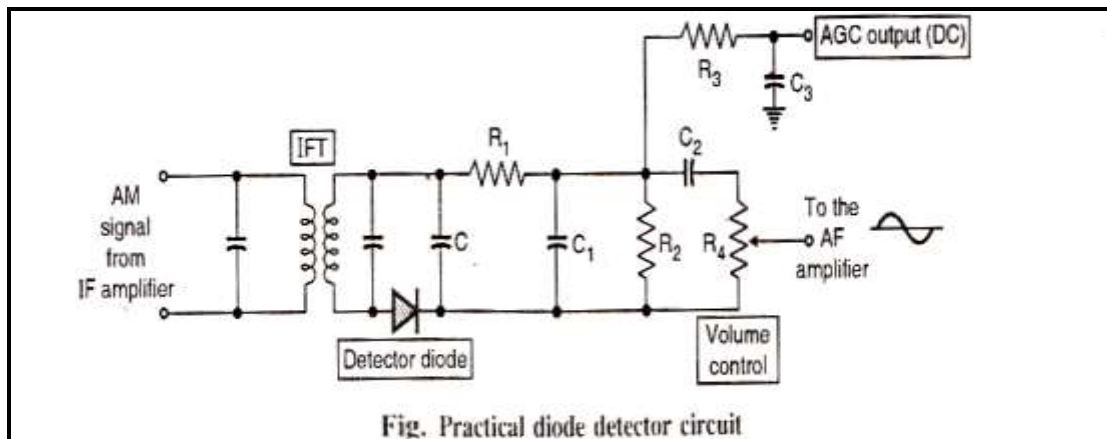 AGC output (DC)
R3
C3
IFT
R1
C2
AM
signal
from
IF amplifier
C
C1
R2
R4
To the
AF
amplifier
Detector diode
Volume
control
Fig. Practical diode detector circuit